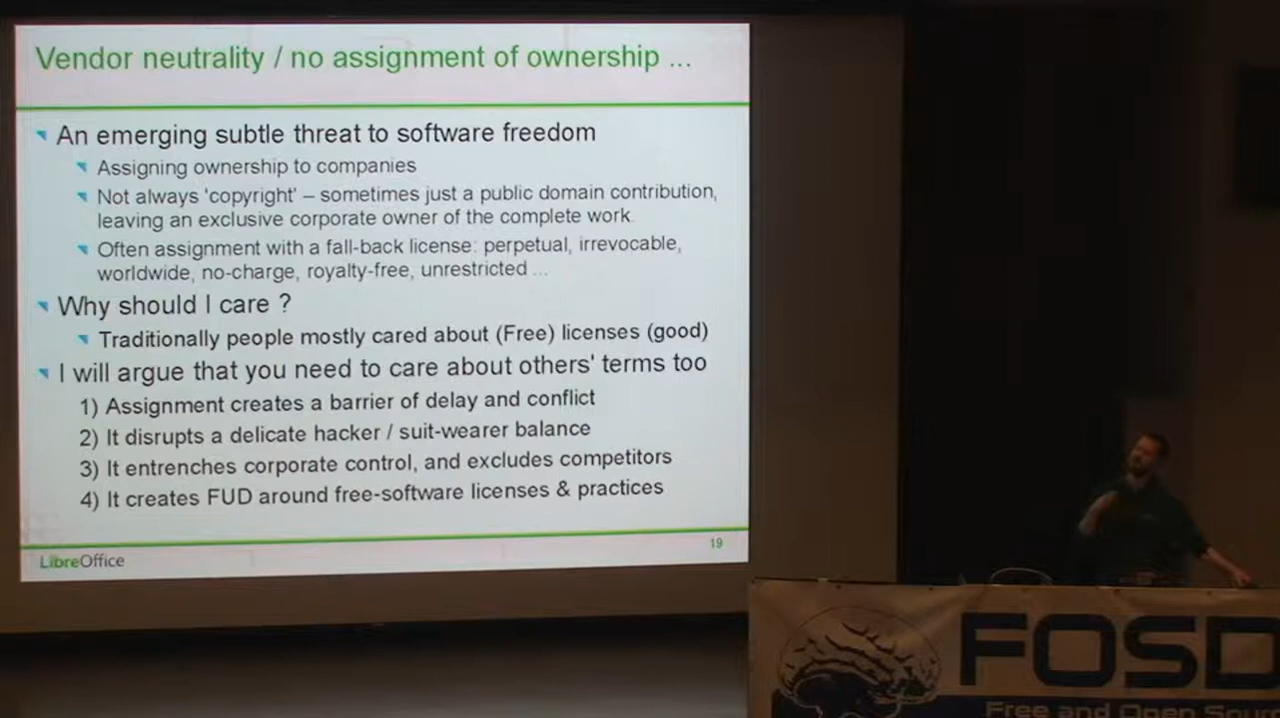 Vendor neutrality / no assignment of ownership ...
An emerging subtle threat to software freedom
Assigning ownership to companies
Not always 'copyright' – sometimes just a public domain contribution,
leaving an exclusive corporate owner of the complete work.
Often assignment with a fall-back license: perpetual, irrevocable,
worldwide, no-charge, royalty-free, unrestricted ...
Why should I care ?
Traditionally people mostly cared about (Free) licenses (good)
I will argue that you need to care about others' terms too
1) Assignment creates a barrier of delay and conflict
2) It disrupts a delicate hacker / suit-wearer balance
3) It entrenches corporate control, and excludes competitors
4) It creates FUD around free-software licenses & practices
19
LibreOffice
FOSD
Free and Open Sour